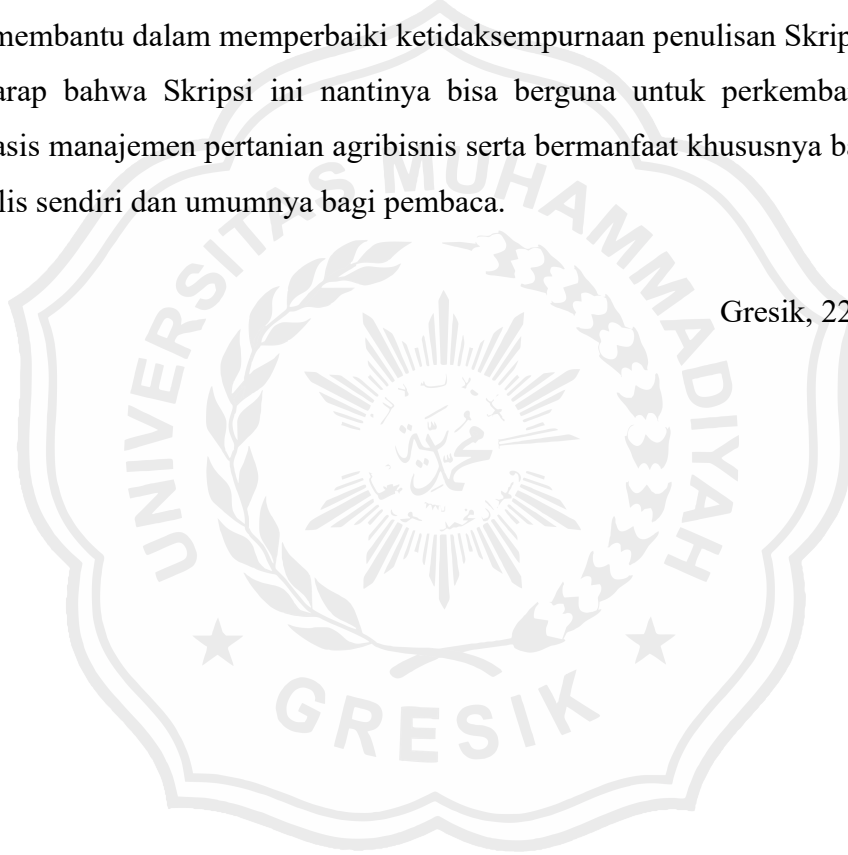 membantu dalam memperbaiki ketidaksempurnaan penulisan Skrip
arap bahwa Skripsi ini nantinya bisa berguna untuk perkemba
asis manajemen pertanian agribisnis serta bermanfaat khususnya ba
lis sendiri dan umumnya bagi pembaca.
Gresik, 22
UNIVERSITAS MUHAMMADIYAH
GRESIK